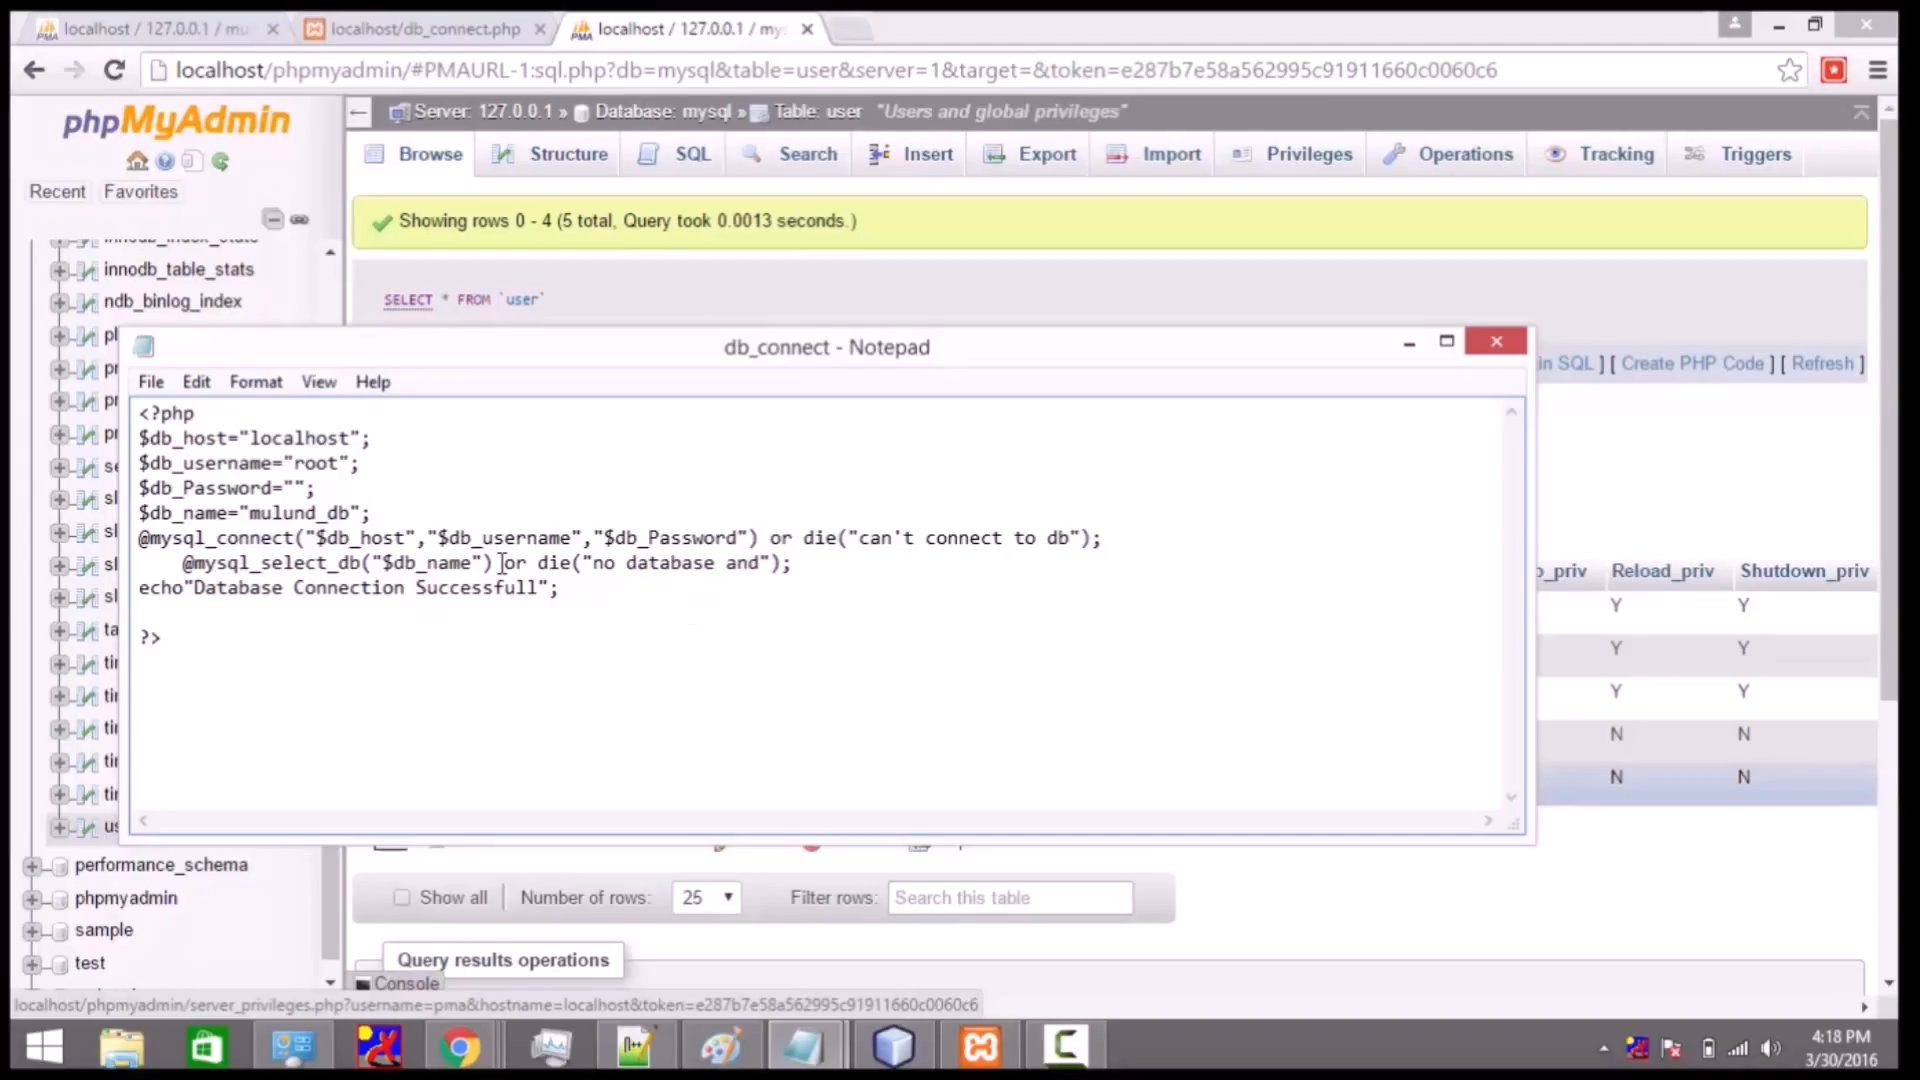 localhost / 127.0.0.1 / mu
localhost/db_connect.php
localhost / 127.0.0.1 / my
localhost/phpmyadmin/#PMAURL-1:sql.php?db=mysql&table=user&server=1&target=&token=e287b7e58a562995c91911660c0060c6
phpMyAdmin
Recent Favorites
Server: 127.0.0.1 » Database: mysql » Table: user "Users and global privileges"
Browse Structure SQL Search Insert Export Import Privileges Operations Tracking Triggers
Showing rows 0 - 4 (5 total, Query took 0.0013 seconds.)
SELECT * FROM `user`
innodb_index_stats
innodb_table_stats
ndb_binlog_index
in SQL ] [ Create PHP Code ] [ Refresh ]
db_connect - Notepad
File Edit Format View Help
<?php
$db_host="localhost";
$db_username="root";
$db_Password="";
$db_name="mulund_db";
@mysql_connect("$db_host","$db_username","$db_Password") or die("can't connect to db");
@mysql_select_db("$db_name") or die("no database and");
echo"Database Connection Successfull";
?>
p_priv Reload_priv Shutdown_priv
Y Y
Y Y
Y Y
N N
N N
performance_schema
phpmyadmin
sample
test
Show all Number of rows: 25 Filter rows: Search this table
Query results operations
Console
localhost/phpmyadmin/server_privileges.php?username=pma&hostname=localhost&token=e287b7e58a562995c91911660c0060c6
4:18 PM
3/30/2016